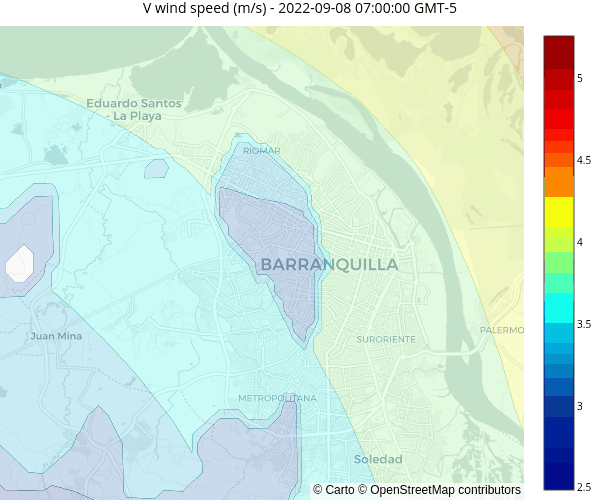 V wind speed (m/s) - 2022-09-08 07:00:00 GMT-5
Eduardo Santos
- La Playa
RIOMAR
BARRANQUILLA
Juan Mina
SURORIENTE
PALERMO
METROPOLITANA
Soledad
© Carto © OpenStreetMap contributors
5
4.5
4
3.5
3
2.5